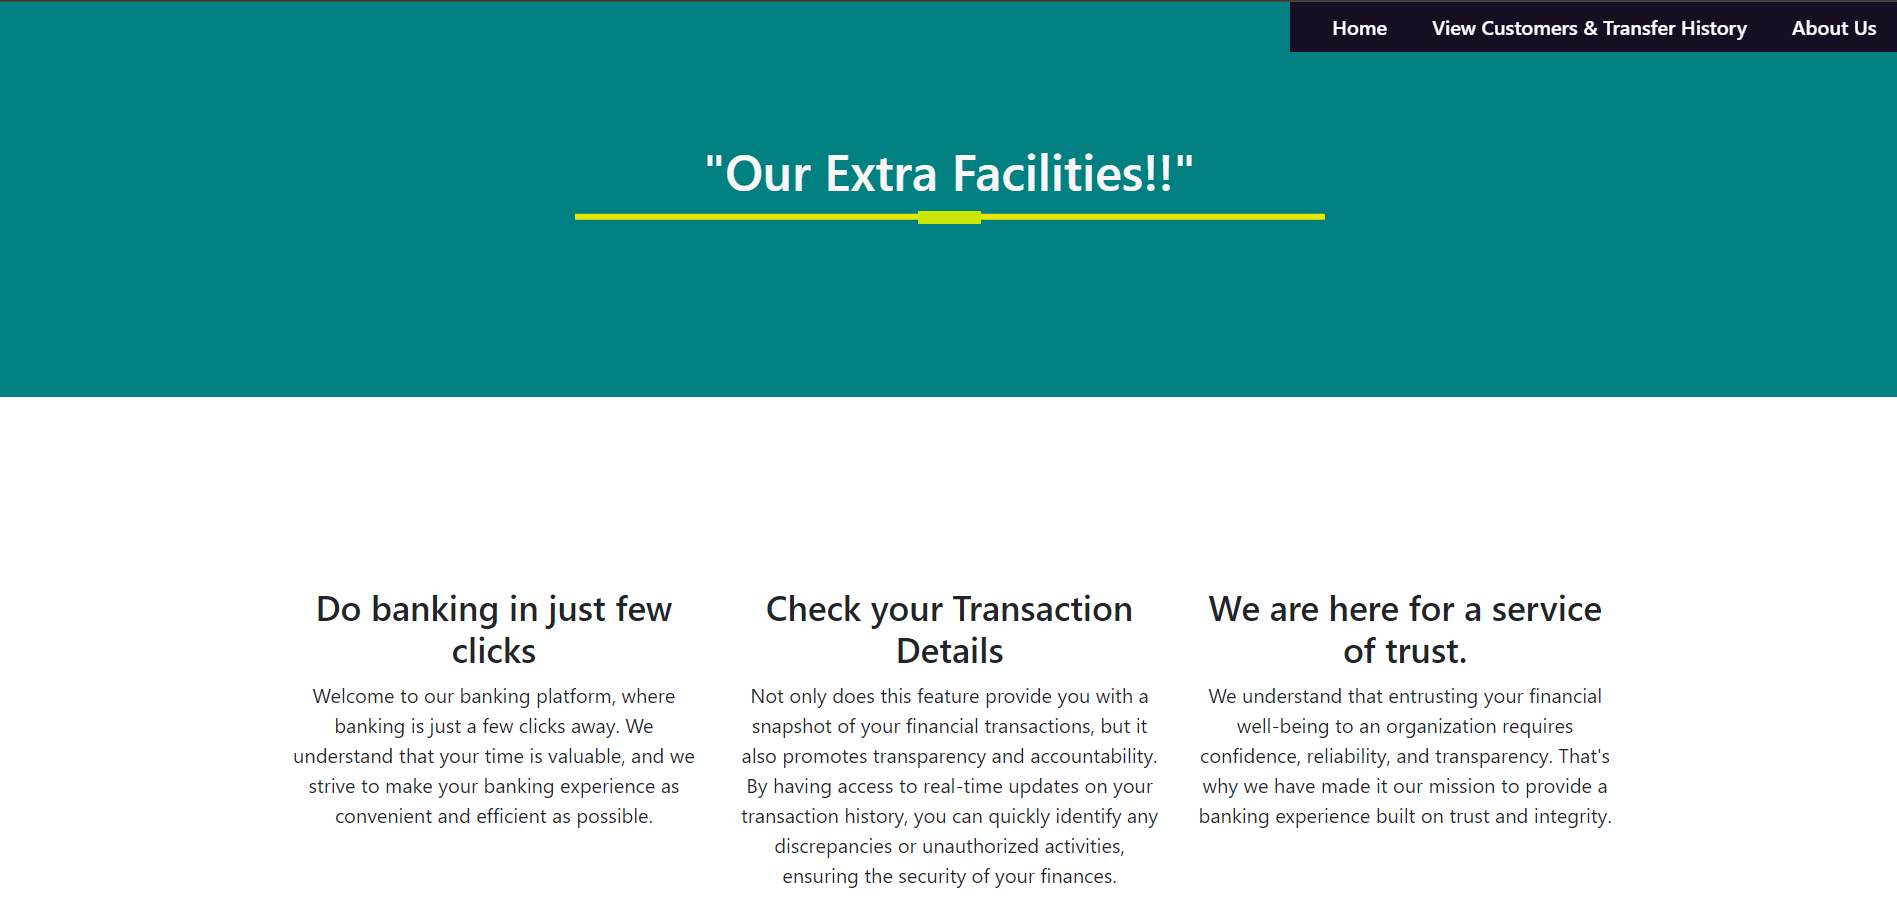 Home View Customers & Transfer History About Us
"Our Extra Facilities!!"
Do banking in just few
clicks
Welcome to our banking platform, where
banking is just a few clicks away. We
understand that your time is valuable, and we
strive to make your banking experience as
convenient and efficient as possible.
Check your Transaction
Details
Not only does this feature provide you with a
snapshot of your financial transactions, but it
also promotes transparency and accountability.
By having access to real-time updates on your
transaction history, you can quickly identify any
discrepancies or unauthorized activities,
ensuring the security of your finances.
We are here for a service
of trust.
We understand that entrusting your financial
well-being to an organization requires
confidence, reliability, and transparency. That's
why we have made it our mission to provide a
banking experience built on trust and integrity.